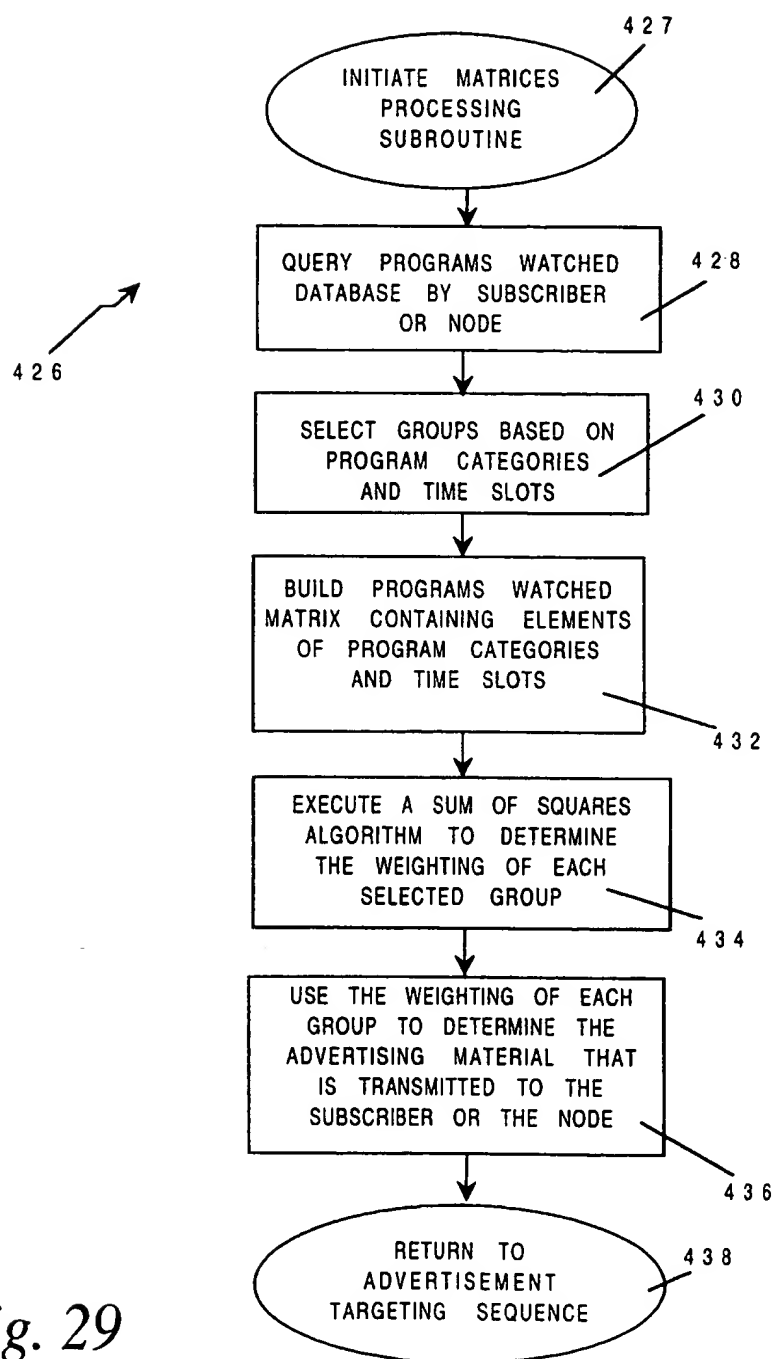 427
INITIATE MATRICES
PROCESSING
SUBROUTINE
QUERY PROGRAMS WATCHED
DATABASE BY SUBSCRIBER
OR NODE
428
426
430
SELECT GROUPS BASED ON
PROGRAM CATEGORIES
AND TIME SLOTS
BUILD PROGRAMS WATCHED
MATRIX CONTAINING ELEMENTS
OF PROGRAM CATEGORIES
AND TIME SLOTS
432
EXECUTE A SUM OF SQUARES
ALGORITHM TO DETERMINE
THE WEIGHTING OF EACH
SELECTED GROUP
434
USE THE WEIGHTING OF EACH
GROUP TO DETERMINE THE
ADVERTISING MATERIAL THAT
IS TRANSMITTED TO THE
SUBSCRIBER OR THE NODE
436
RETURN TO
ADVERTISEMENT
TARGETING SEQUENCE
438
g. 29